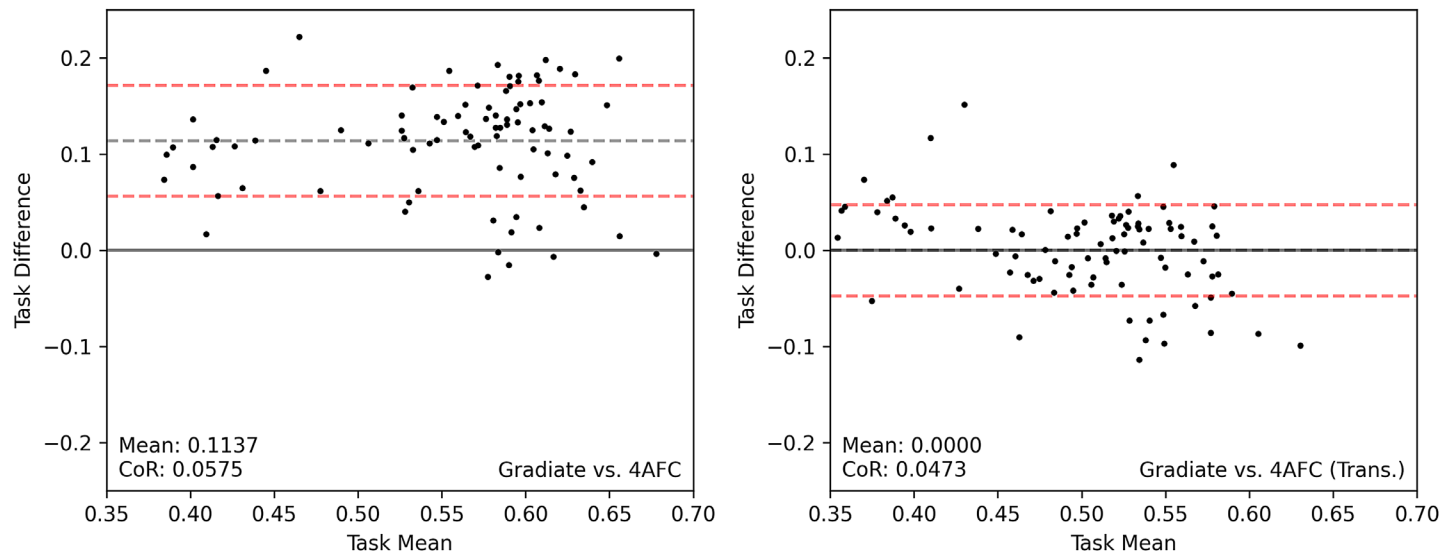 0.2
0.1
0.0
−0.1
−0.2
Task Difference
Mean: 0.1137
CoR: 0.0575
Gradiate vs. 4AFC
0.35 0.40 0.45 0.50 0.55 0.60 0.65 0.70
Task Mean
0.2
0.1
0.0
−0.1
−0.2
Task Difference
Mean: 0.0000
CoR: 0.0473
Gradiate vs. 4AFC (Trans.)
0.35 0.40 0.45 0.50 0.55 0.60 0.65 0.70
Task Mean